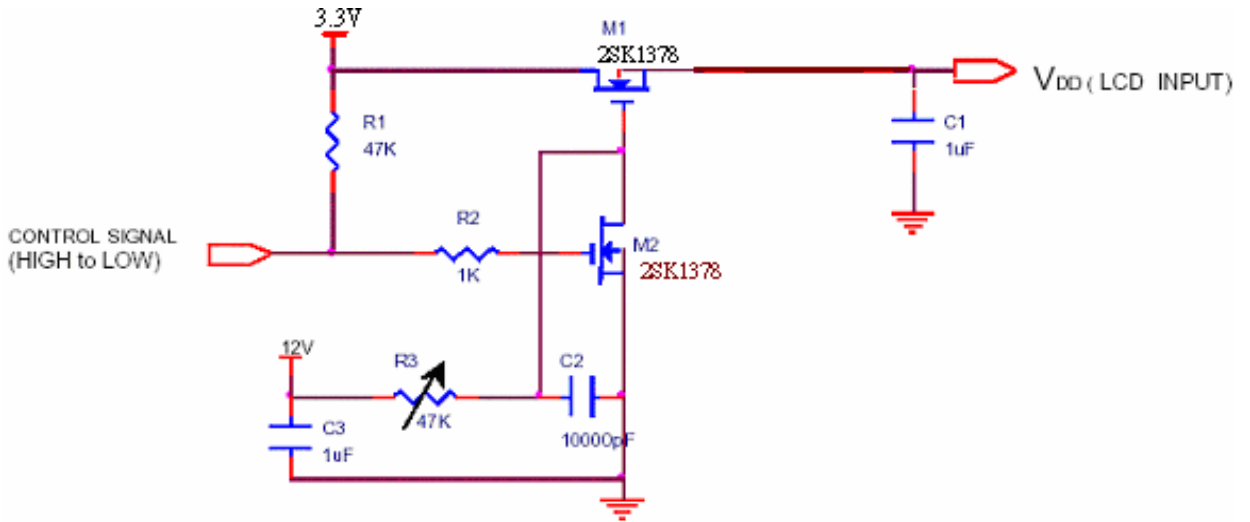 3.3V
M1
2SK1378
VDD ( LCD INPUT)
R1
47K
C1
1uF
CONTROL SIGNAL
(HIGH to LOW)
R2
1K
M2
2SK1378
12V
R3
47K
C2
10000pF
C3
1uF